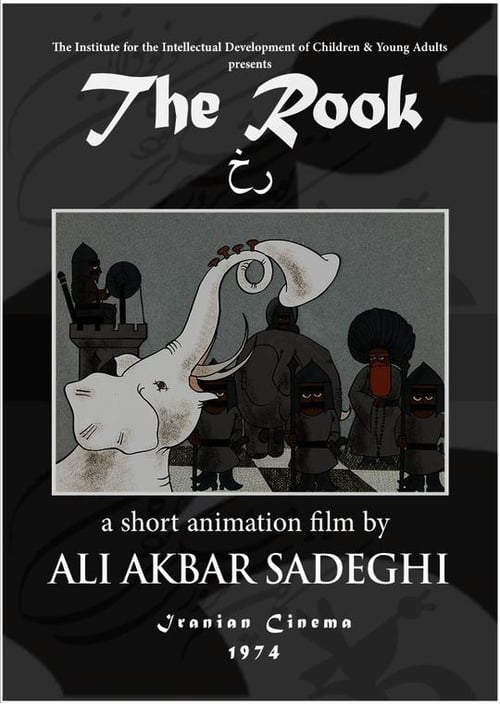 The Institute for the Intellectual Development of Children & Young Adults
presents
The Rook
رخ
a short animation film by
ALI AKBAR SADEGHI
Iranian Cinema
1974